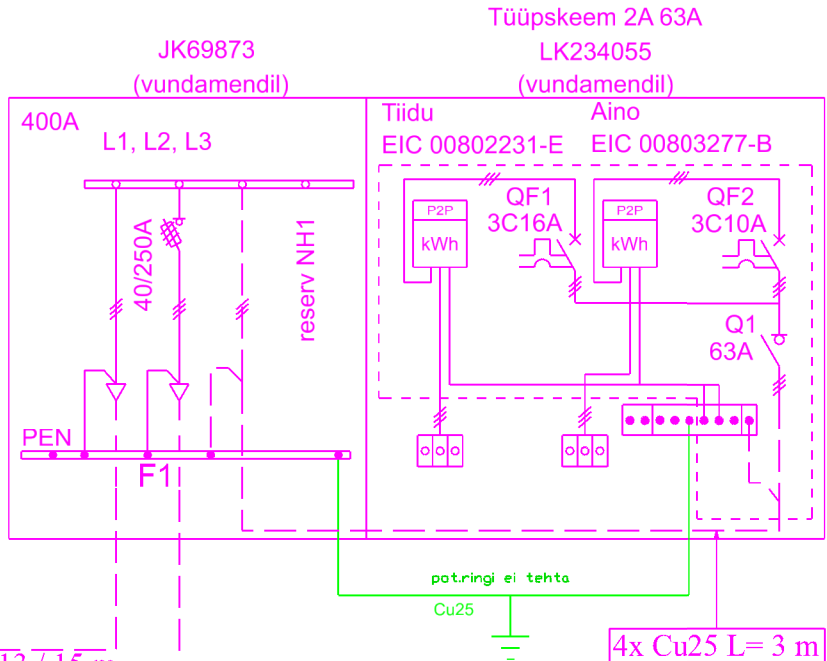 Tüüpskeem 2A 63A
JK69873
LK234055
(vundamendil)
(vundamendil)
400A
L1, L2, L3
Tiidu
EIC 00802231-E
Aino
EIC 00803277-B
40/250A
reserv NH1
P2P
kWh
QF1
3C16A
P2P
kWh
QF2
3C10A
Q1
63A
PEN
F1
pot.ringi ei tehta
Cu25
4x Cu25 L= 3 m